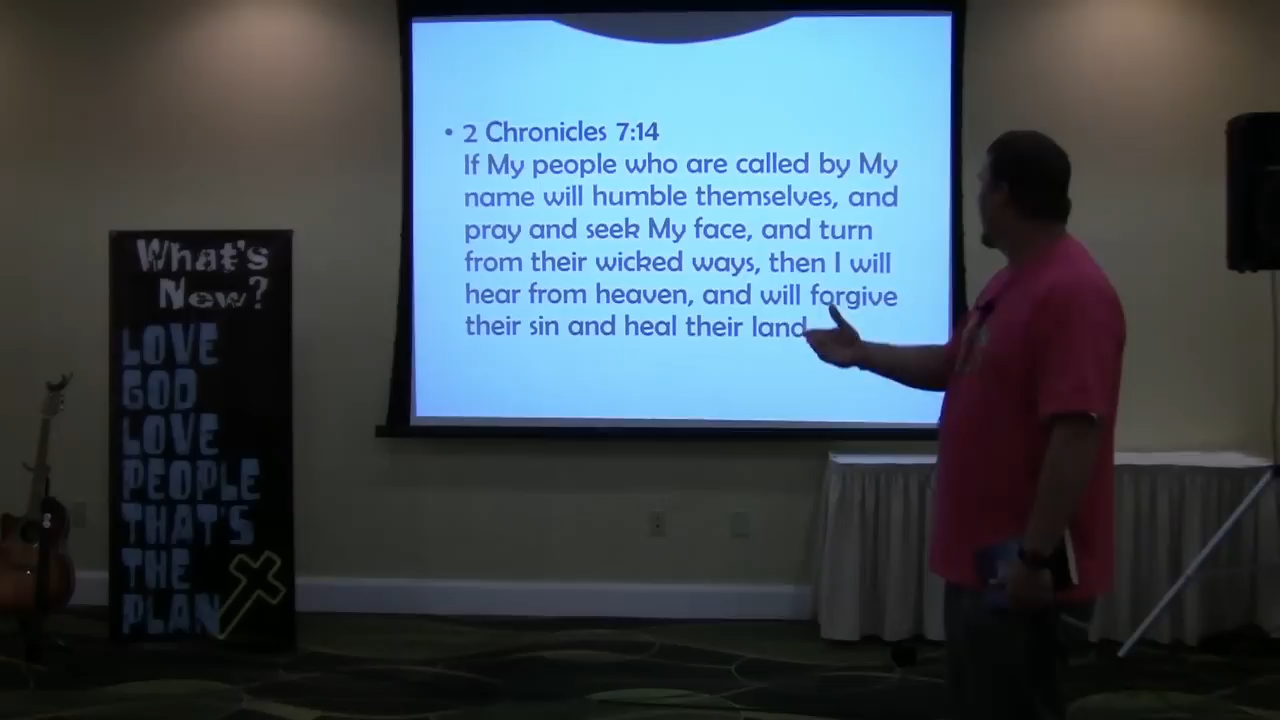 What's
New?
LOVE
GOD
LOVE
PEOPLE
THAT'S
THE
PLAN
• 2 Chronicles 7:14
If My people who are called by My
name will humble themselves, and
pray and seek My face, and turn
from their wicked ways, then I will
hear from heaven, and will forgive
their sin and heal their land